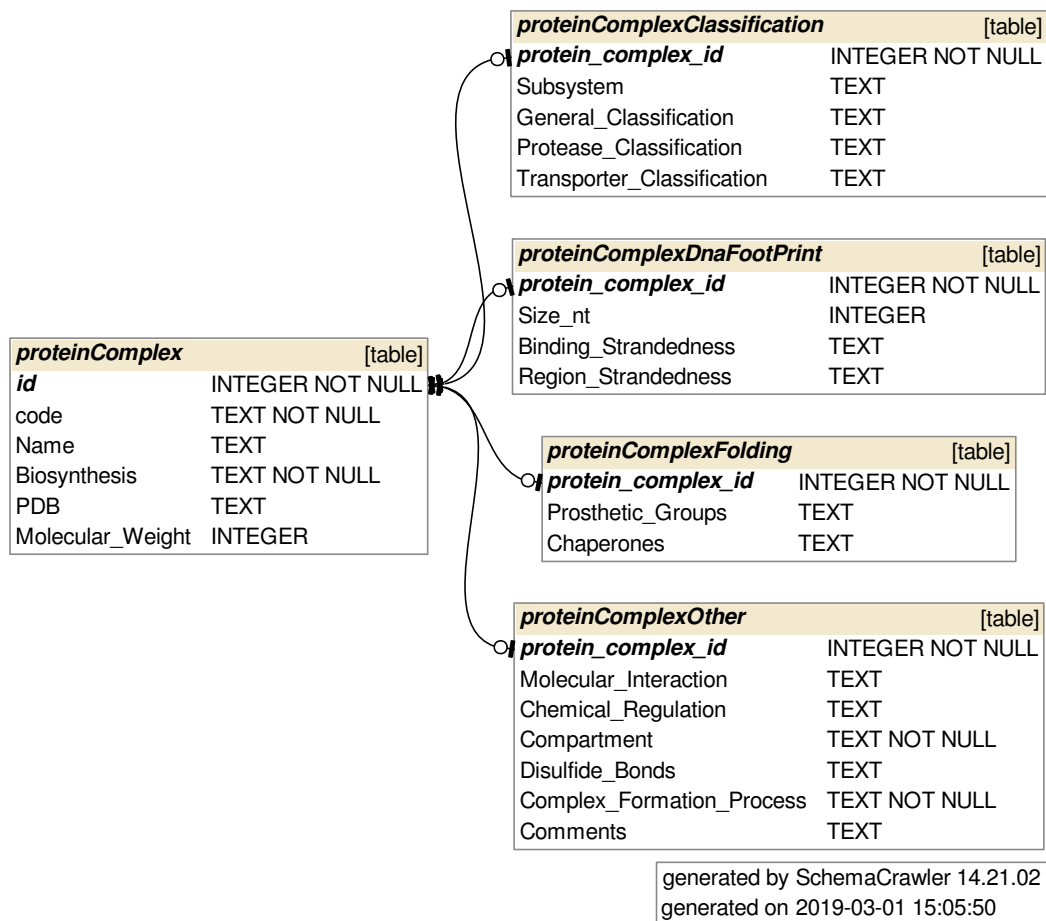 proteinComplexClassification [table]
protein_complex_id INTEGER NOT NULL
Subsystem TEXT
General_Classification TEXT
Protease_Classification TEXT
Transporter_Classification TEXT
proteinComplexDnaFootPrint [table]
protein_complex_id INTEGER NOT NULL
Size_nt INTEGER
Binding_Strandedness TEXT
Region_Strandedness TEXT
proteinComplex [table]
id INTEGER NOT NULL
code TEXT NOT NULL
Name TEXT
Biosynthesis TEXT NOT NULL
PDB TEXT
Molecular_Weight INTEGER
proteinComplexFolding [table]
protein_complex_id INTEGER NOT NULL
Prosthetic_Groups TEXT
Chaperones TEXT
proteinComplexOther [table]
protein_complex_id INTEGER NOT NULL
Molecular_Interaction TEXT
Chemical_Regulation TEXT
Compartment TEXT NOT NULL
Disulfide_Bonds TEXT
Complex_Formation_Process TEXT NOT NULL
Comments TEXT
generated by SchemaCrawler 14.21.02
generated on 2019-03-01 15:05:50